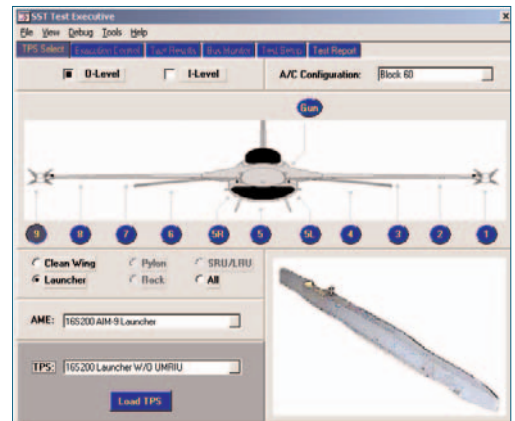 SST Test Executive
File View Debug Tools Help
TPS Select Execution Control Test Results Bus Monitor Test Setup Test Report
O-Level I-Level A/C Configuration: Block 60
Gun
9 8 7 6 5R 5 5L 4 3 2 1
Clean Wing Pylon SRU/LRU
Launcher Rack All
AME: 165200 AIM-9 Launcher
TPS: 165200 Launcher W/O UMRIU
Load TPS